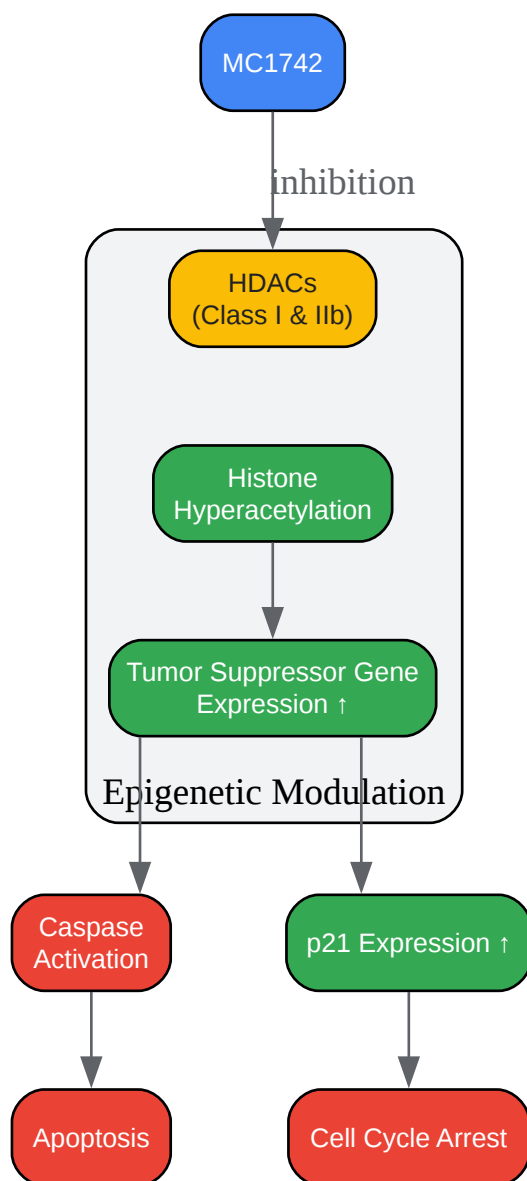 MC1742
inhibition
HDACs
(Class I & IIb)
Histone
Hyperacetylation
Tumor Suppressor Gene
Expression ↑
Epigenetic Modulation
Caspase
Activation
p21 Expression ↑
Apoptosis
Cell Cycle Arrest